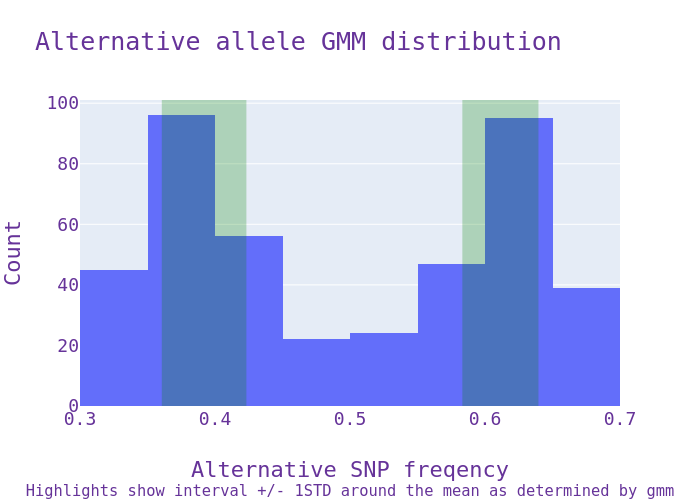 Alternative allele GMM distribution
100
80
60
40
20
0
Count
0.3 0.4 0.5 0.6 0.7
Alternative SNP freqency
Highlights show interval +/- 1STD around the mean as determined by gmm